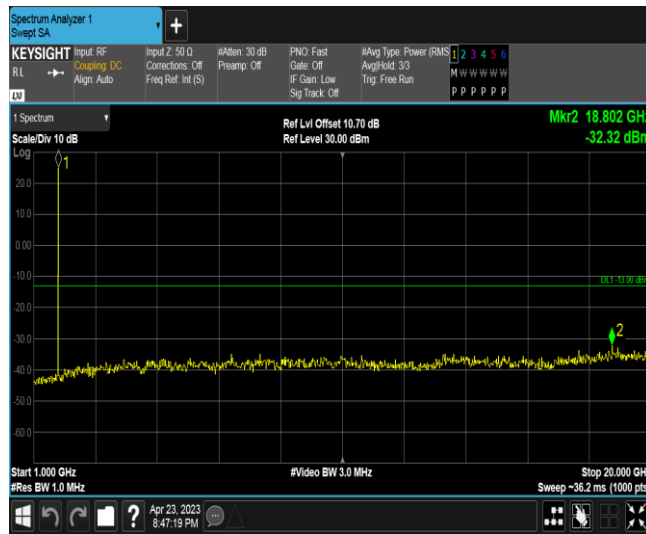 Spectrum Analyzer 1
Swept SA
+
KEYSIGHT Input: RF Input Z: 50 Ω #Atten: 30 dB PNO: Fast #Avg Type: Power (RMS 1 2 3 4 5 6
RL Coupling: DC Corrections: Off Preamp: Off Gate: Off Avg|Hold: 3/3 M W W W W W
Align: Auto Freq Ref: Int (S) IF Gain: Low Trig: Free Run
LXI Sig Track: Off P P P P P P
1 Spectrum Ref Lvl Offset 10.70 dB Mkr2 18.802 GH
Scale/Div 10 dB Ref Level 30.00 dBm -32.32 dBn
Log
1
20.0
10.0
0.00
-10.0
DL1 -13.00 dB
-20.0
-30.0
2
-40.0
-50.0
-60.0
Start 1.000 GHz #Video BW 3.0 MHz Stop 20.000 GH
#Res BW 1.0 MHz Sweep ~36.2 ms (1000 pts
? Apr 23, 2023
8:47:19 PM